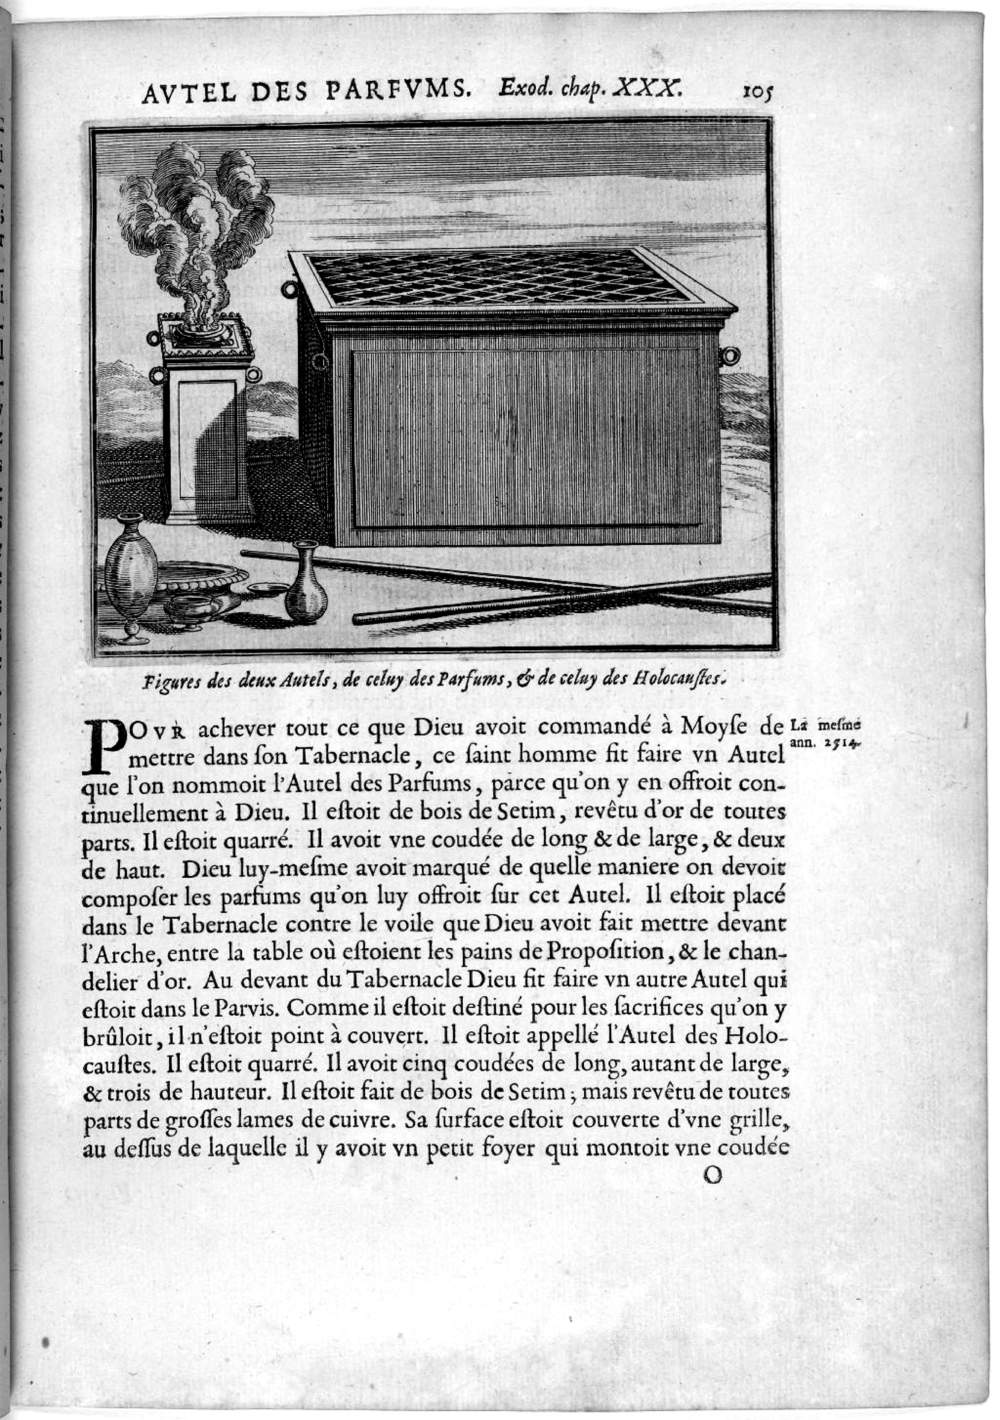 AVTEL DES PARFVMS. Exod. chap. XXX. 105
Figures des deux Autels, de celuy des Parfums, & de celuy des Holocauſtes.
POVR achever tout ce que Dieu avoit commandé à Moyſe de
La meſme
mettre dans ſon Tabernacle, ce ſaint homme fit faire vn Autel
ann. 2514.
que l'on nommoit l'Autel des Parfums, parce qu'on y en offroit con-
tinuellement à Dieu. Il eſtoit de bois de Setim, revêtu d'or de toutes
parts. Il eſtoit quarré. Il avoit vne coudée de long & de large, & deux
de haut. Dieu luy-meſme avoit marqué de quelle maniere on devoit
compoſer les parfums qu'on luy offroit ſur cet Autel. Il eſtoit placé
dans le Tabernacle contre le voile que Dieu avoit fait mettre devant
l'Arche, entre la table où eſtoient les pains de Propoſition, & le chan-
delier d'or. Au devant du Tabernacle Dieu fit faire vn autre Autel qui
eſtoit dans le Parvis. Comme il eſtoit deſtiné pour les ſacrifices qu'on y
brûloit, il n'eſtoit point à couvert. Il eſtoit appellé l'Autel des Holo-
cauſtes. Il eſtoit quarré. Il avoit cinq coudées de long, autant de large,
& trois de hauteur. Il eſtoit fait de bois de Setim; mais revêtu de toutes
parts de groſſes lames de cuivre. Sa ſurface eſtoit couverte d'vne grille,
au deſſus de laquelle il y avoit vn petit foyer qui montoit vne coudée
O